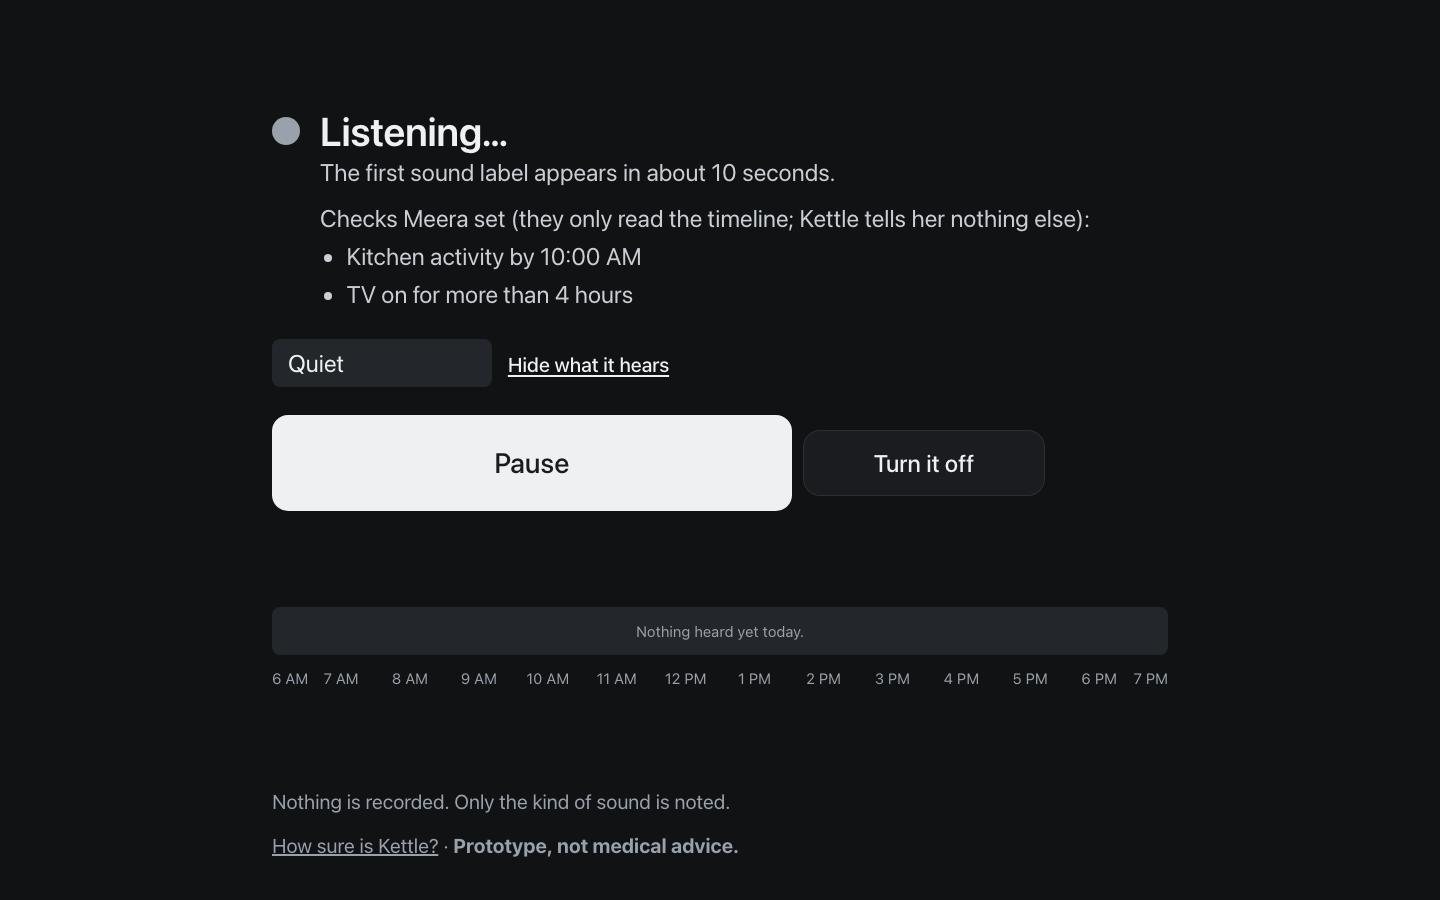 Listening...
The first sound label appears in about 10 seconds.
Checks Meera set (they only read the timeline; Kettle tells her nothing else):
• Kitchen activity by 10:00 AM
• TV on for more than 4 hours
Quiet Hide what it hears
Pause Turn it off
Nothing heard yet today.
6 AM 7 AM 8 AM 9 AM 10 AM 11 AM 12 PM 1 PM 2 PM 3 PM 4 PM 5 PM 6 PM 7 PM
Nothing is recorded. Only the kind of sound is noted.
How sure is Kettle? · Prototype, not medical advice.